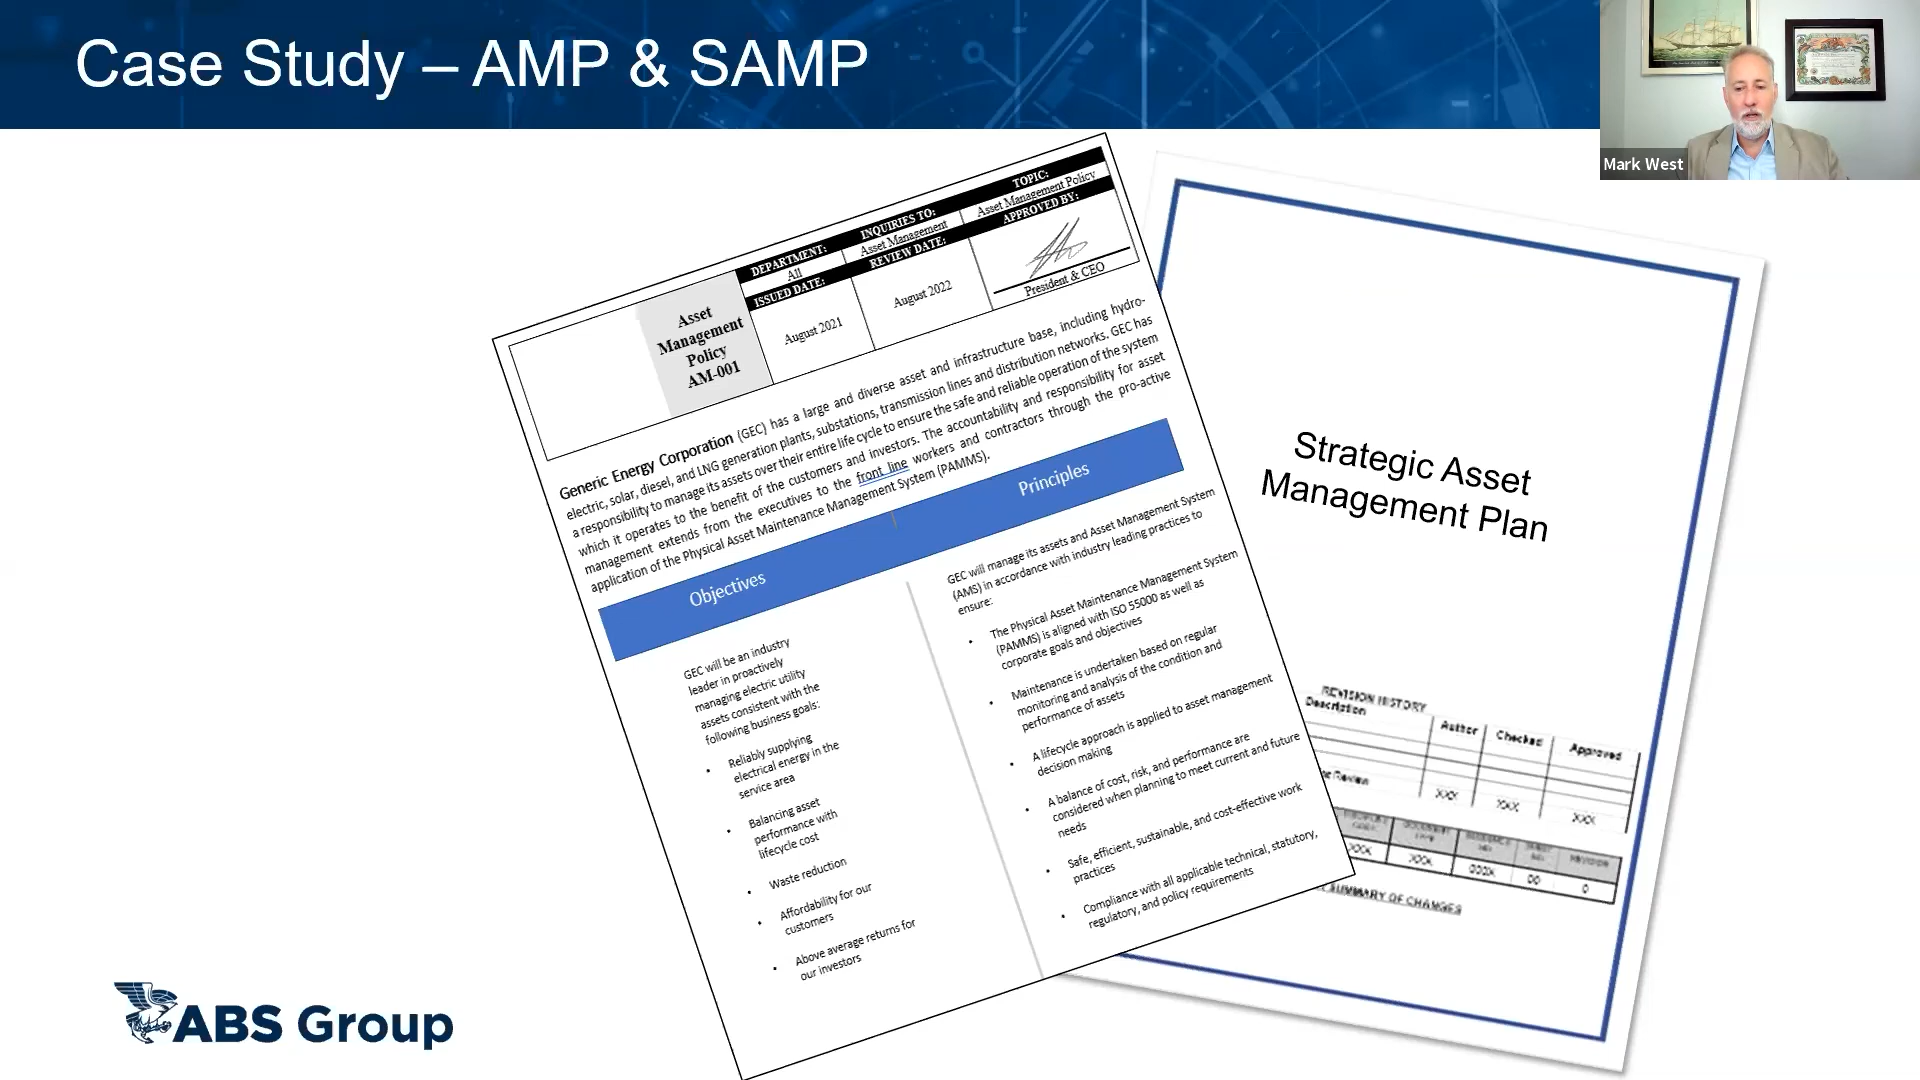 Case Study – AMP & SAMP
Mark West
Asset
Management
Policy
AM-001
DEPARTMENT:
All
INQUIRIES TO:
Asset Management
TOPIC:
Asset Management Policy
ISSUED DATE:
August 2021
REVIEW DATE:
August 2022
APPROVED BY:
President & CEO
Generic Energy Corporation (GEC) has a large and diverse asset and infrastructure base, including hydro-
electric, solar, diesel, and LNG generation plants, substations, transmission lines and distribution networks. GEC has
a responsibility to manage its assets over their entire life cycle to ensure the safe and reliable operation of the system
which it operates to the benefit of the customers and investors. The accountability and responsibility for asset
management extends from the executives to the front line workers and contractors through the pro-active
application of the Physical Asset Maintenance Management System (PAMMS).
Objectives
Principles
GEC will be an industry
leader in proactively
managing electric utility
assets consistent with the
following business goals:
• Reliably supplying
electrical energy in the
service area
• Balancing asset
performance with
lifecycle cost
• Waste reduction
• Affordability for our
customers
• Above average returns for
our investors
GEC will manage its assets and Asset Management System
(AMS) in accordance with industry leading practices to
ensure:
• The Physical Asset Maintenance Management System
(PAMMS) is aligned with ISO 55000 as well as
corporate goals and objectives
• Maintenance is undertaken based on regular
monitoring and analysis of the condition and
performance of assets
• A lifecycle approach is applied to asset management
decision making
• A balance of cost, risk, and performance are
considered when planning to meet current and future
needs
• Safe, efficient, sustainable, and cost-effective work
practices
• Compliance with all applicable technical, statutory,
regulatory, and policy requirements
Strategic Asset
Management Plan
REVISION HISTORY
Description
Author
Checked
Approved
Review
XXX
XXX
XXX
XXX
XXX
00
0
SUMMARY OF CHANGES
ABS Group